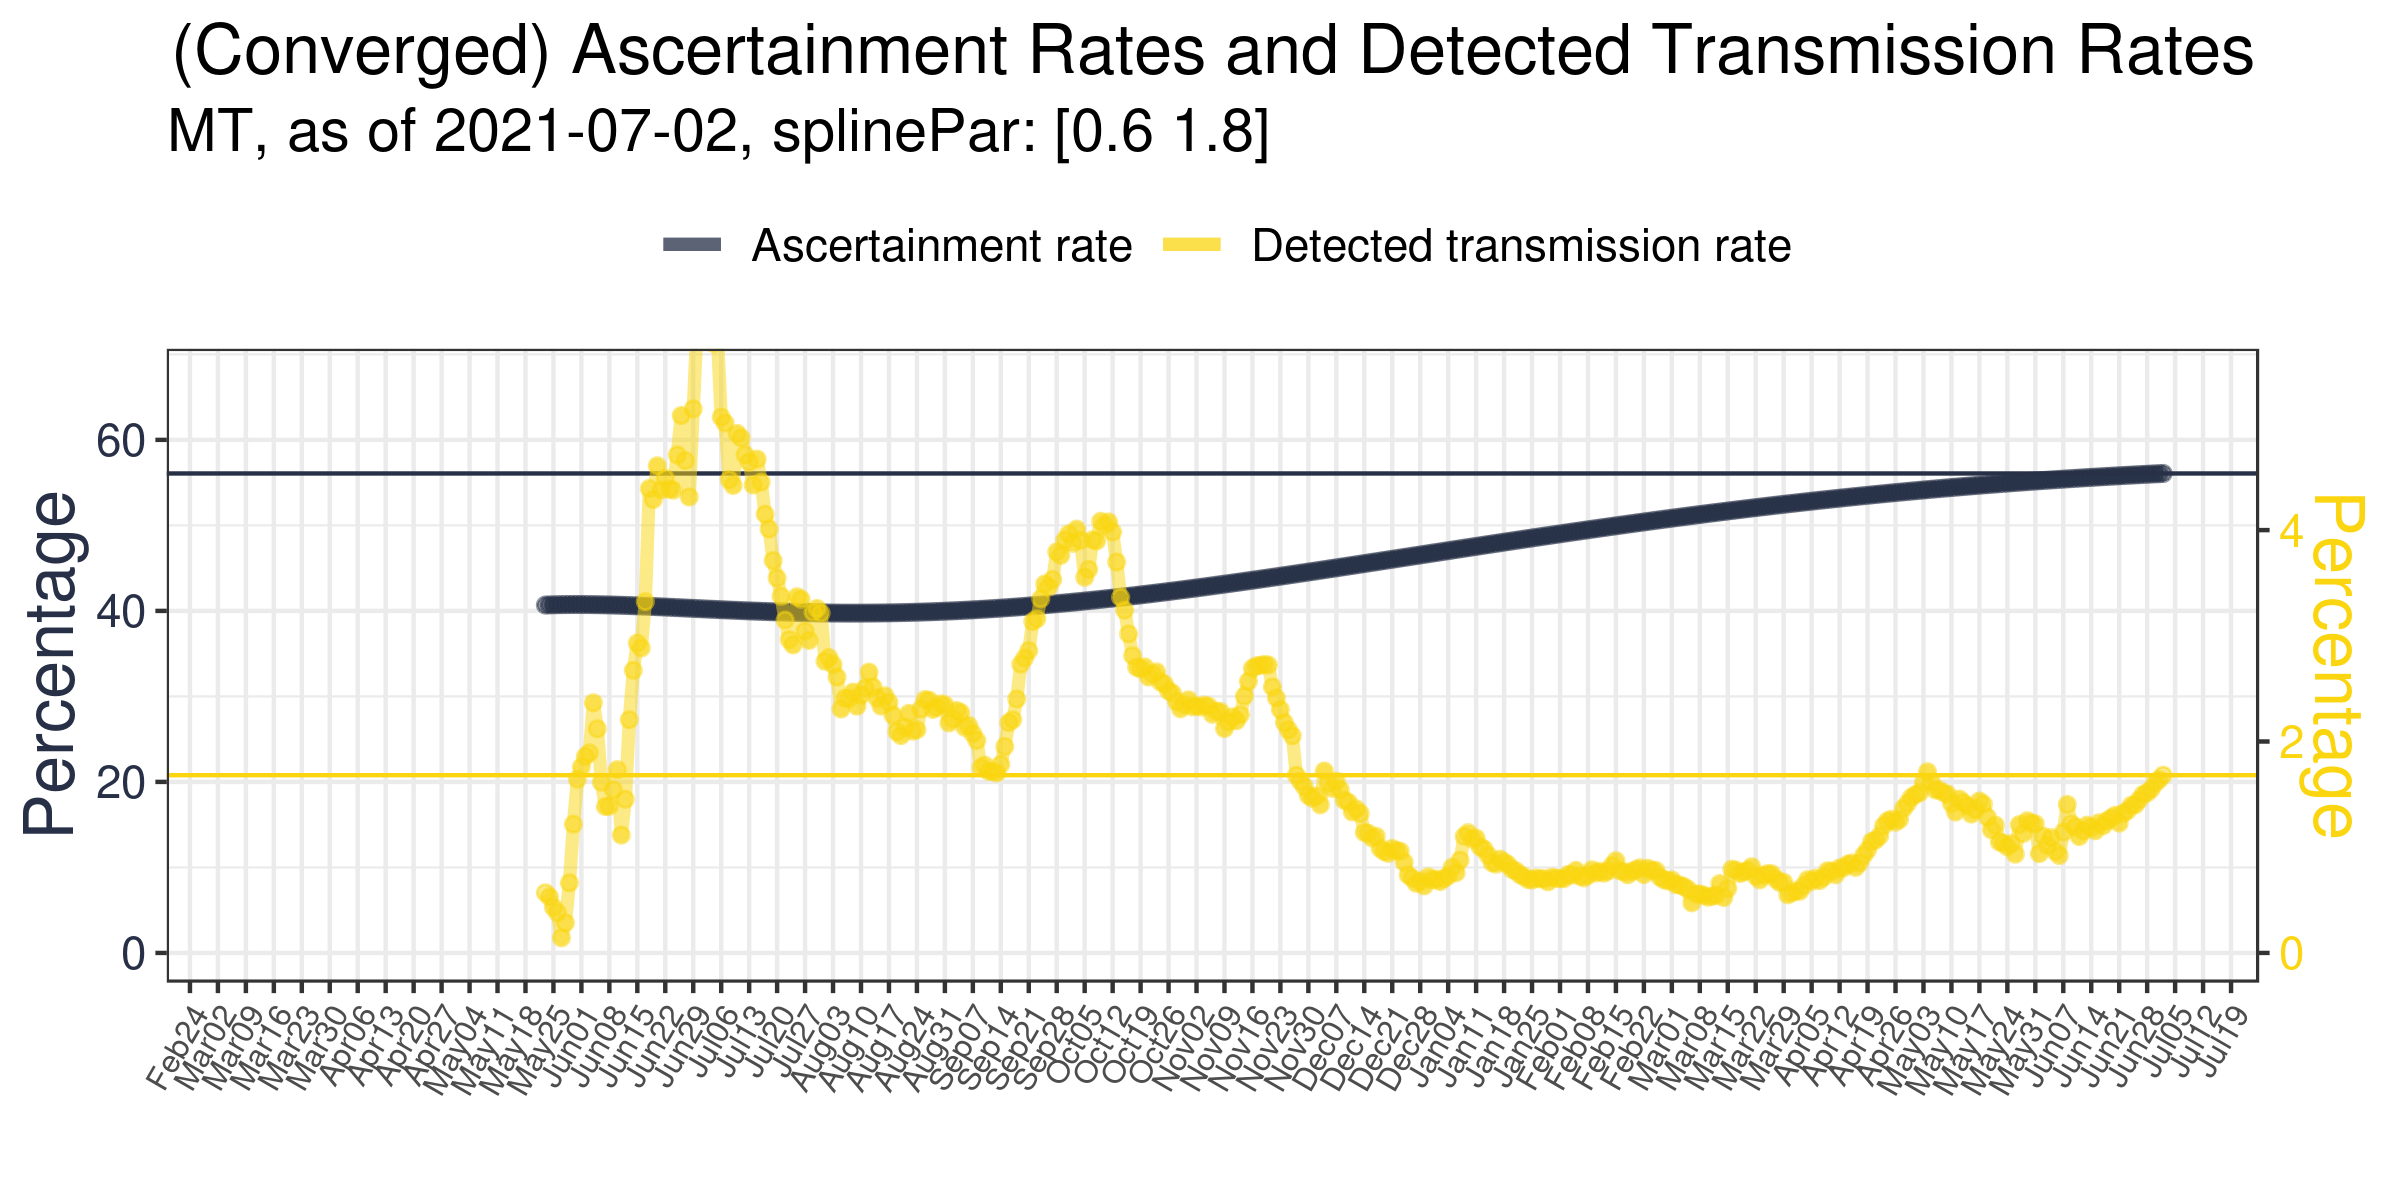 (Converged) Ascertainment Rates and Detected Transmission Rates
MT, as of 2021-07-02, splinePar: [0.6 1.8]
Ascertainment rate
Detected transmission rate
Percentage
60
40
20
0
4
2
0
Percentage
Feb24
Mar02
Mar09
Mar16
Mar23
Mar30
Apr06
Apr13
Apr20
Apr27
May04
May11
May18
May25
Jun01
Jun08
Jun15
Jun22
Jun29
Jul06
Jul13
Jul20
Jul27
Aug03
Aug10
Aug17
Aug24
Aug31
Sep07
Sep14
Sep21
Sep28
Oct05
Oct12
Oct19
Oct26
Nov02
Nov09
Nov16
Nov23
Nov30
Dec07
Dec14
Dec21
Dec28
Jan04
Jan11
Jan18
Jan25
Feb01
Feb08
Feb15
Feb22
Mar01
Mar08
Mar15
Mar22
Mar29
Apr05
Apr12
Apr19
Apr26
May03
May10
May17
May24
May31
Jun07
Jun14
Jun21
Jun28
Jul05
Jul12
Jul19